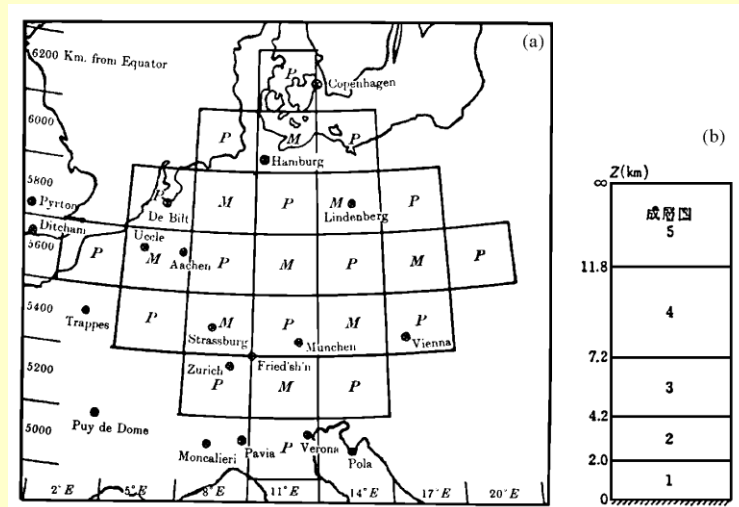 (a)
6200 Km. from Equator
P
Copenhagen
6000
P M P
Hamburg
5800
P M P M P
Pyrton
De Bilt
Lindenberg
Ditcham
Uccle
5600
P M P M P M P
Aachen
5400
Trappes
P M P M P
Strassburg
München
Vienna
5200
Zurich
Fried'sh'n
P M P
Puy de Dome
5000
Moncalieri
Pavia
P
Verona
Pola
2°E 5°E 8°E 11°E 14°E 17°E 20°E
(b)
Z(km)
∞
成層圏
5
11.8
4
7.2
3
4.2
2
2.0
1
0